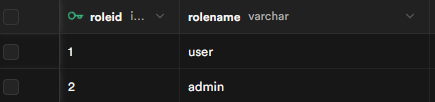 roleid i... rolename varchar
1 user
2 admin